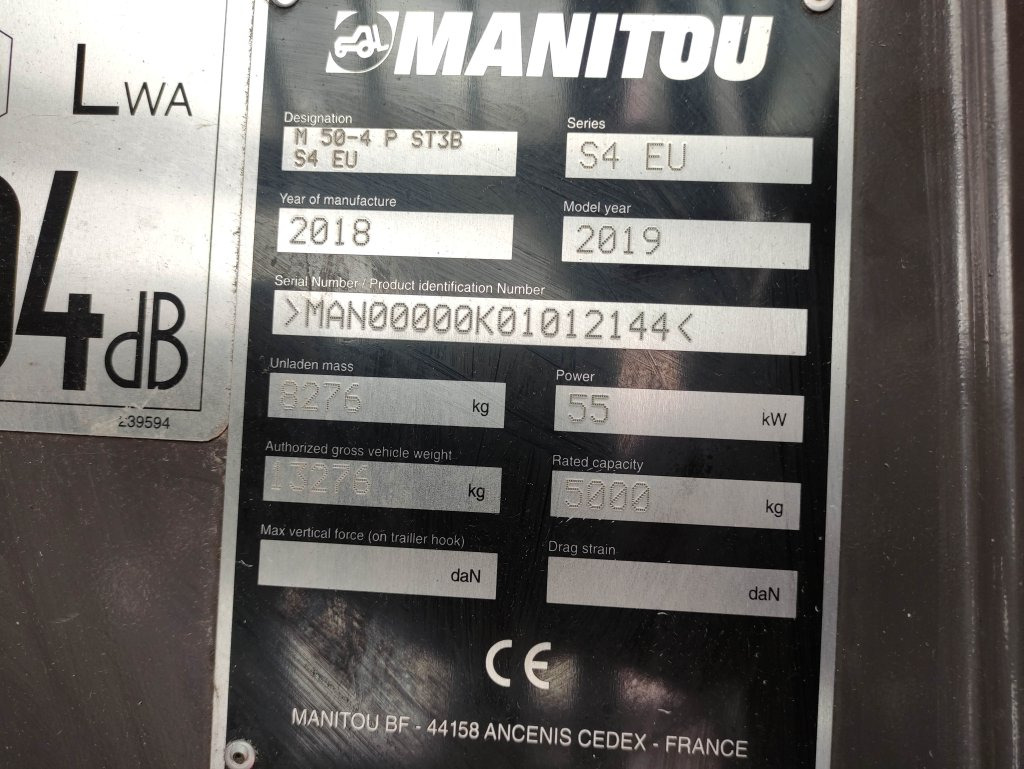 LWA
4dB
239594
MANITOU
Designation
M 50-4 P ST3B
S4 EU
Series
S4 EU
Year of manufacture
2018
Model year
2019
Serial Number / Product identification Number
>MAN00000K01012144<
Unladen mass
8276 kg
Power
55 kW
Authorized gross vehicle weight
13276 kg
Rated capacity
5000 kg
Max vertical force (on trailler hook)
daN
Drag strain
daN
CE
MANITOU BF - 44158 ANCENIS CEDEX - FRANCE